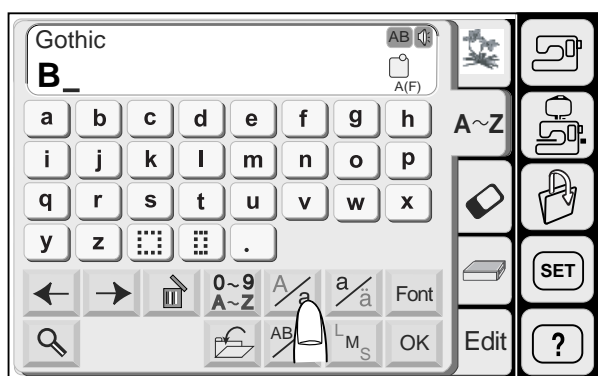 Gothic AB
B_
A(F)
a b c d e f g h A~Z
i j k l m n o p
q r s t u v w x
y z .
0~9 A~Z A/a a/ä Font SET
AB L M S OK Edit ?